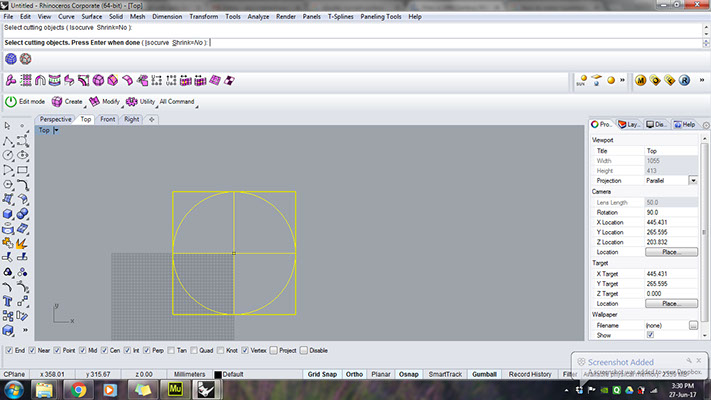 Untitled - Rhinoceros Corporate (64-bit) - [Top]
File Edit View Curve Surface Solid Mesh Dimension Transform Tools Analyze Render Panels T-Splines Paneling Tools Help
Select cutting objects ( Isocurve Shrink=No ):
Select cutting objects. Press Enter when done ( Isocurve Shrink=No ):
Edit mode Create Modify Utility All Command
SUN
M R
Perspective Top Front Right
Top
Pro... Lay... Dis... Help
Viewport
Title Top
Width 1055
Height 413
Projection Parallel
Camera
Lens Length 50.0
Rotation 90.0
X Location 445.431
Y Location 265.595
Z Location 203.832
Location Place...
Target
X Target 445.431
Y Target 265.595
Z Target 0.000
Location Place...
Wallpaper
Filename (none) ...
Show
y
x
End Near Point Mid Cen Int Perp Tan Quad Knot Vertex Project Disable
Screenshot Added
A screenshot was added to your Dropbox.
CPlane x 358.01 y 315.67 z 0.00 Millimeters Default Grid Snap Ortho Planar Osnap SmartTrack Gumball Record History Filter
Mu
3:30 PM
27-Jun-17